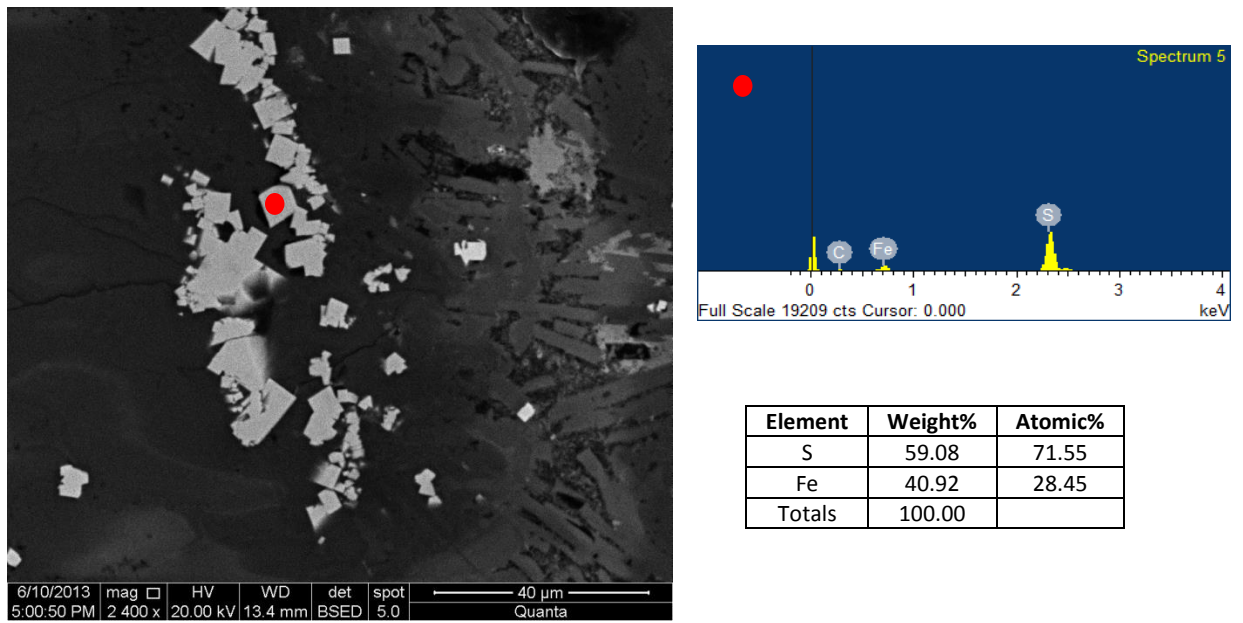 6/10/2013 mag □ HV WD det spot 40 µm
5:00:50 PM 2 400 x 20.00 kV 13.4 mm BSED 5.0 Quanta
Spectrum 5
C Fe S
0 1 2 3 4
Full Scale 19209 cts Cursor: 0.000 keV
Element Weight% Atomic%
S 59.08 71.55
Fe 40.92 28.45
Totals 100.00